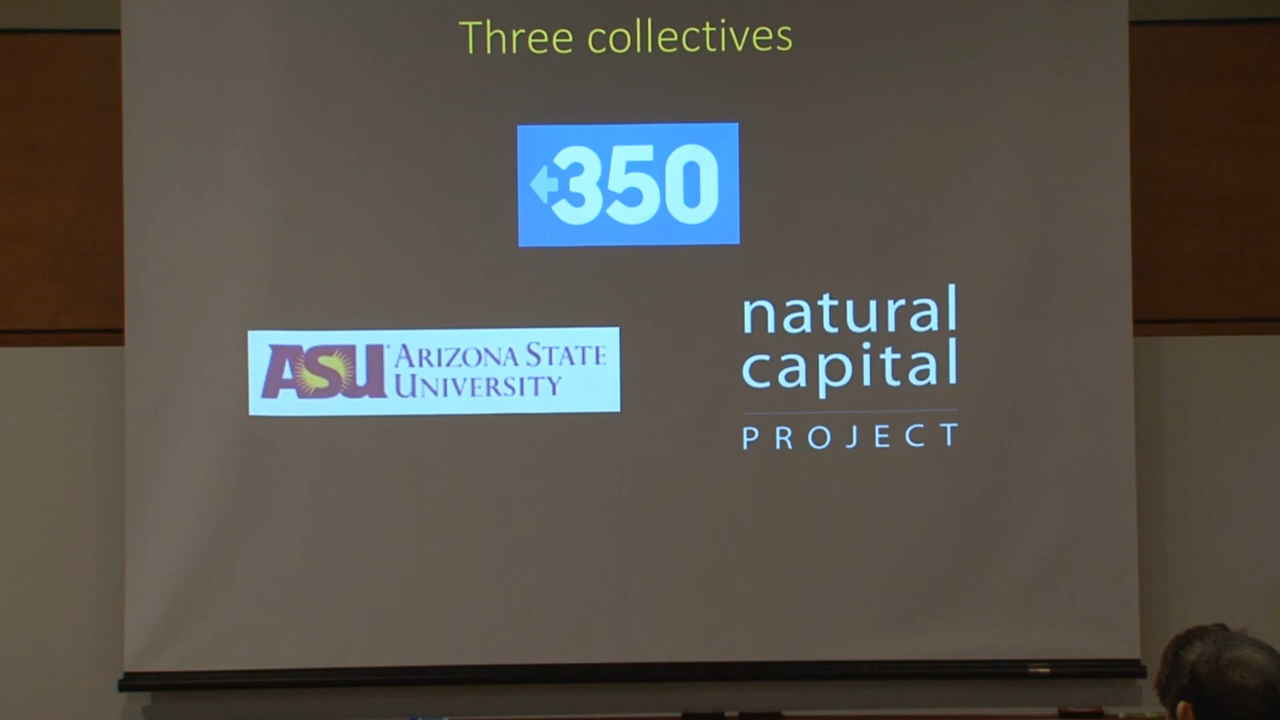 Three collectives
350
ASU ARIZONA STATE
UNIVERSITY
natural
capital
PROJECT